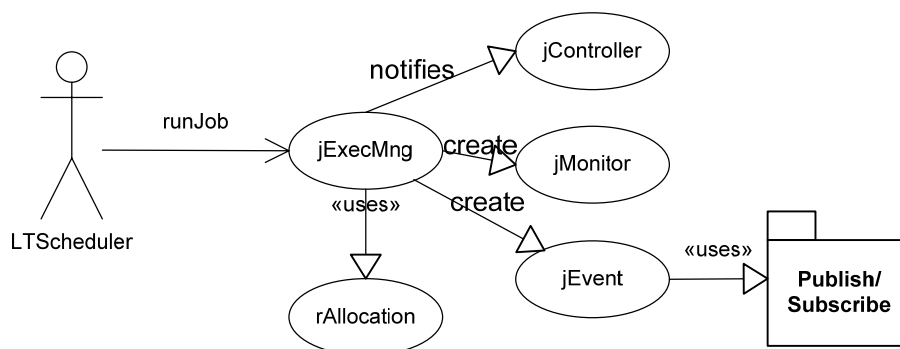 jController
notifies
runJob
jExecMng
create
jMonitor
«uses»
create
LTScheduler
«uses»
jEvent
Publish/
Subscribe
rAllocation